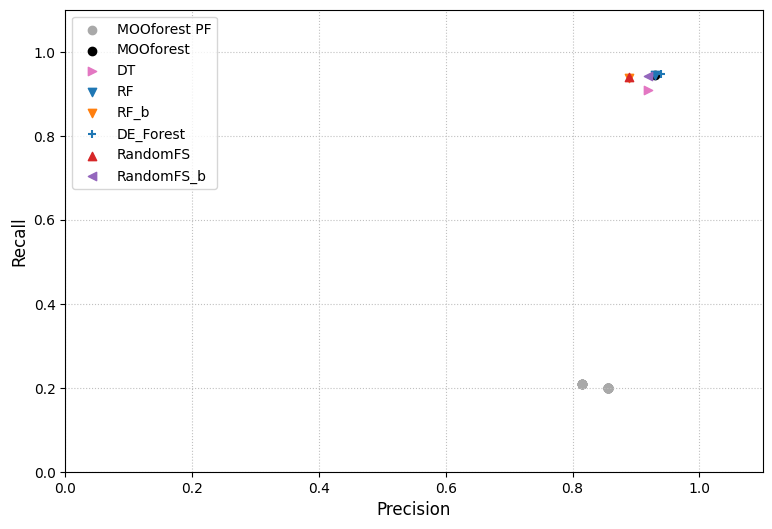 MOOforest PF
MOOforest
DT
RF
RF_b
DE_Forest
RandomFS
RandomFS_b
1.0
0.8
0.6
0.4
0.2
0.0
Recall
0.0 0.2 0.4 0.6 0.8 1.0
Precision